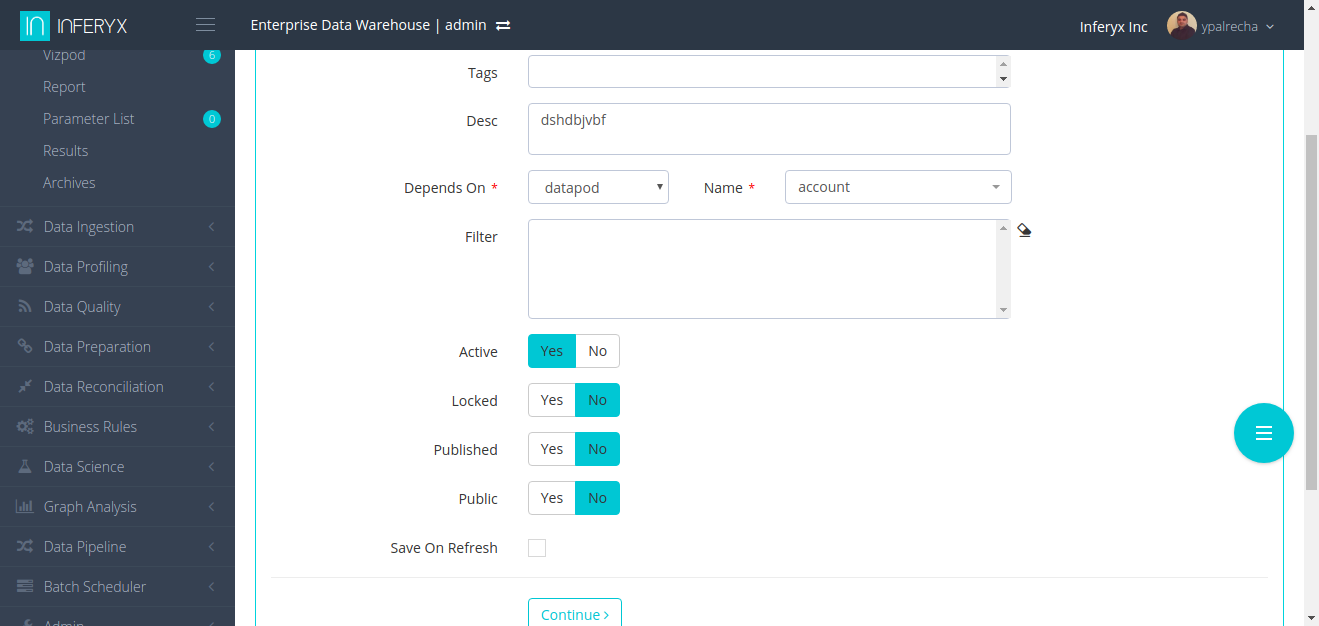 INFERYX
Enterprise Data Warehouse | admin
Inferyx Inc
ypalrecha
Vizpod
6
Report
Parameter List
0
Results
Archives
Data Ingestion
Data Profiling
Data Quality
Data Preparation
Data Reconciliation
Business Rules
Data Science
Graph Analysis
Data Pipeline
Batch Scheduler
Admin
Tags
Desc
dshdbjvbf
Depends On *
datapod
Name *
account
Filter
Active
Yes No
Locked
Yes No
Published
Yes No
Public
Yes No
Save On Refresh
Continue